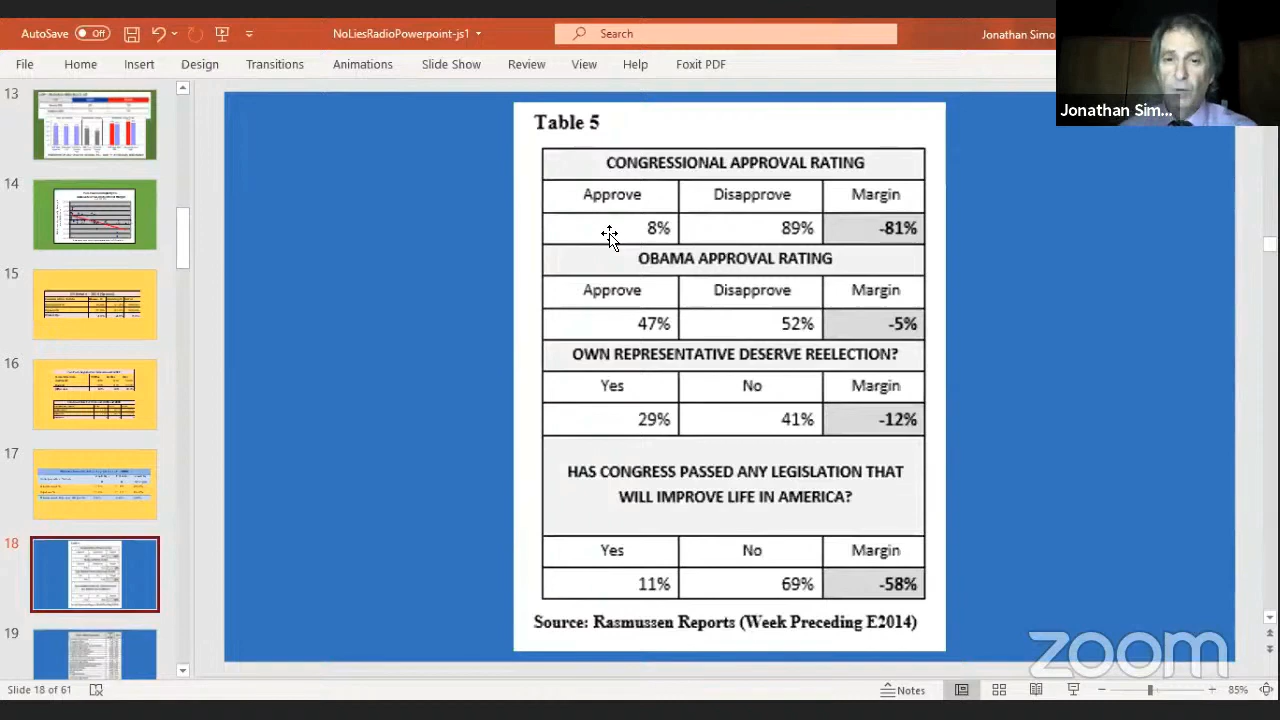 AutoSave Off NoLiesRadioPowerpoint-js1 Search Jonathan Simo
File Home Insert Design Transitions Animations Slide Show Review View Help Foxit PDF
Jonathan Sim...
13
14
15
16
17
18
19
Table 5
CONGRESSIONAL APPROVAL RATING
Approve Disapprove Margin
8% 89% -81%
OBAMA APPROVAL RATING
Approve Disapprove Margin
47% 52% -5%
OWN REPRESENTATIVE DESERVE REELECTION?
Yes No Margin
29% 41% -12%
HAS CONGRESS PASSED ANY LEGISLATION THAT
WILL IMPROVE LIFE IN AMERICA?
Yes No Margin
11% 69% -58%
Source: Rasmussen Reports (Week Preceding E2014)
zoom
Slide 18 of 61 Notes 85%